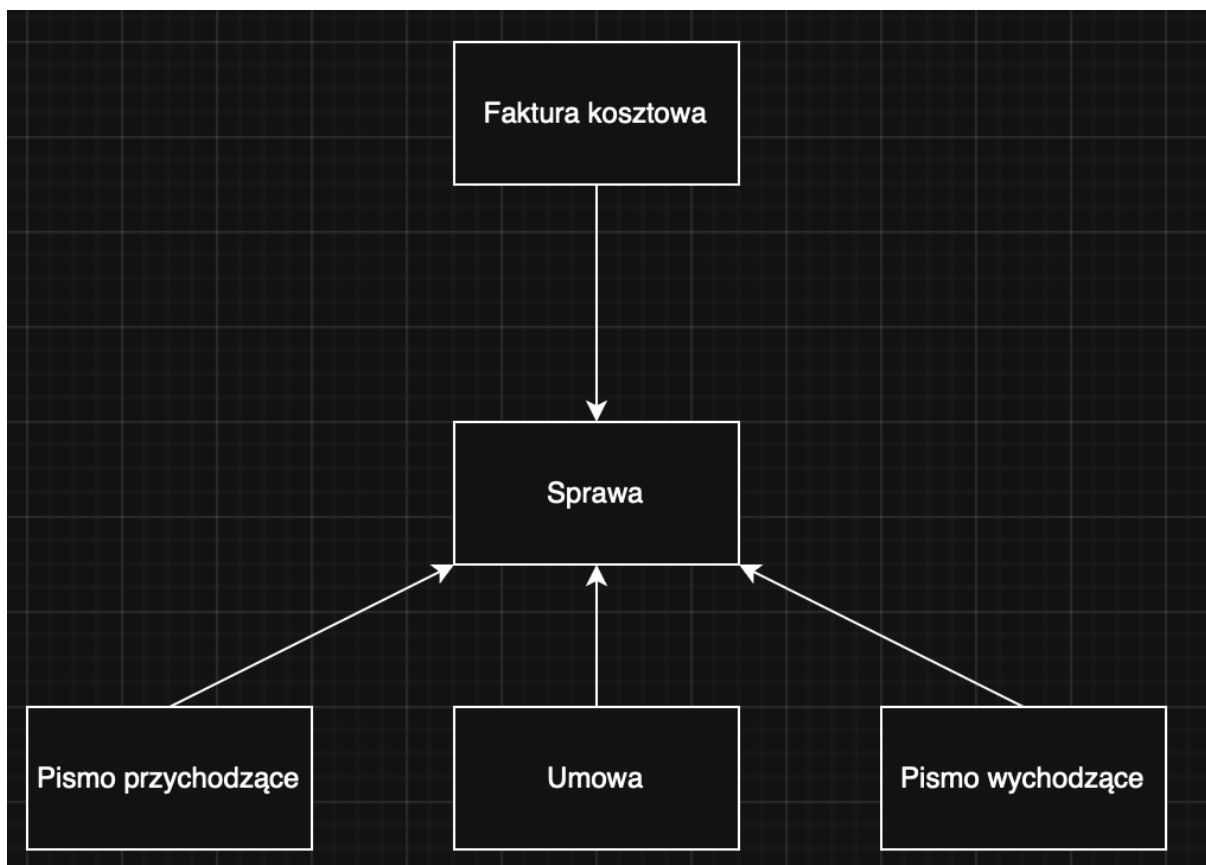 Faktura kosztowa
Sprawa
Pismo przychodzące
Umowa
Pismo wychodzące